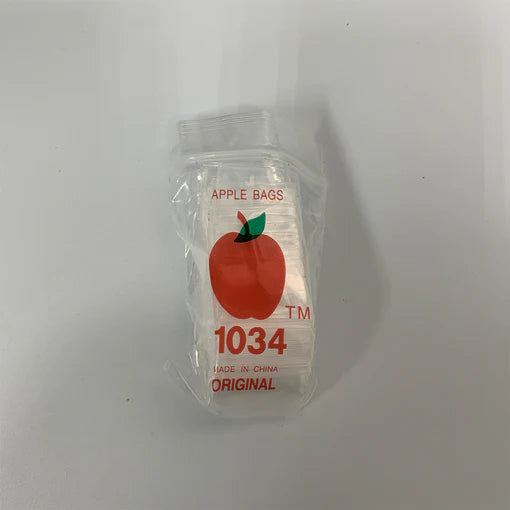 APPLE BAGS
TM
1034
MADE IN CHINA
ORIGINAL